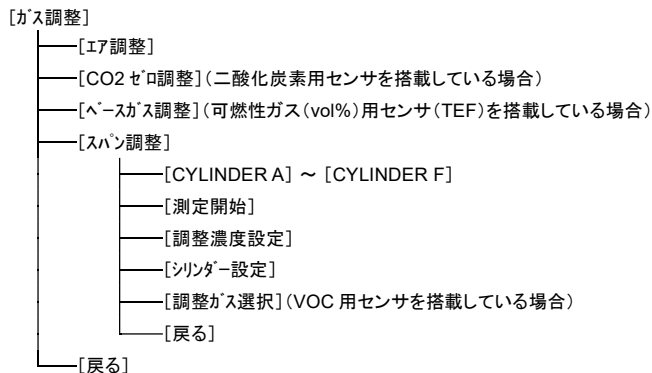 [ｶﾞｽ調整]
[ｴｱ調整]
[CO2 ｾﾞﾛ調整](二酸化炭素用センサを搭載している場合)
[ﾍﾞｰｽｶﾞｽ調整](可燃性ガス(vol%)用センサ(TEF)を搭載している場合)
[ｽﾊﾟﾝ調整]
[CYLINDER A] ～ [CYLINDER F]
[測定開始]
[調整濃度設定]
[ｼﾘﾝﾀﾞｰ設定]
[調整ｶﾞｽ選択](VOC 用センサを搭載している場合)
[戻る]
[戻る]